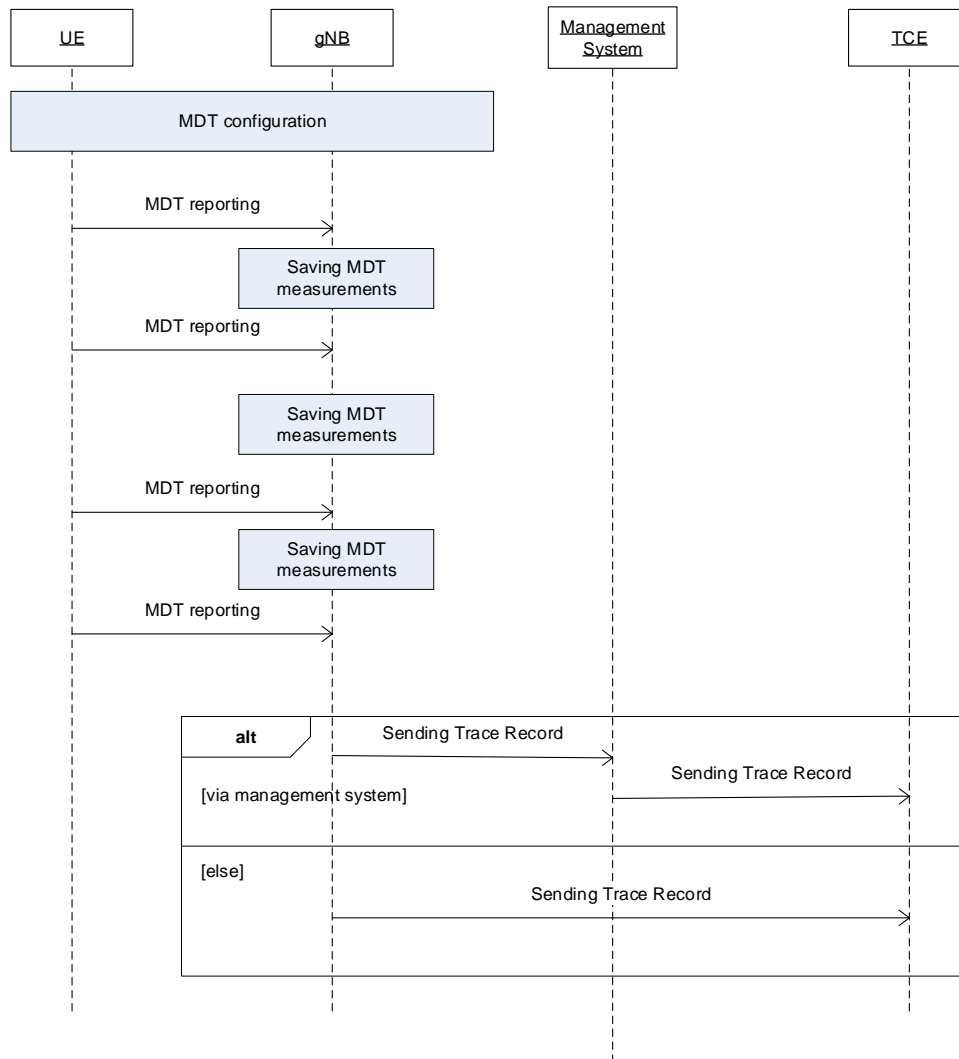 UE
gNB
Management
System
TCE
MDT configuration
MDT reporting
Saving MDT
measurements
MDT reporting
Saving MDT
measurements
MDT reporting
Saving MDT
measurements
MDT reporting
alt
Sending Trace Record
Sending Trace Record
[via management system]
[else]
Sending Trace Record